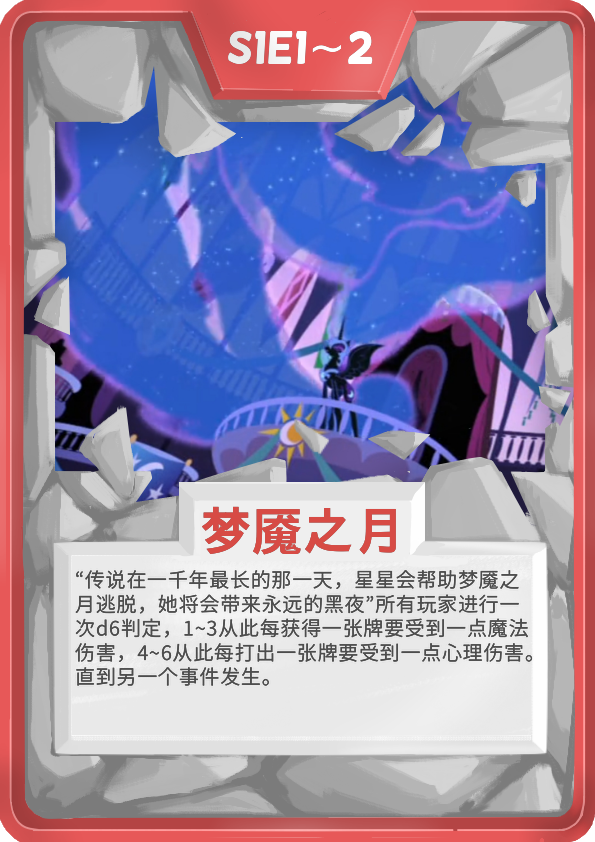 S1E1~2
梦魇之月
“传说在一千年最长的那一天，星星会帮助梦魇之
月逃脱，她将会带来永远的黑夜”所有玩家进行一
次d6判定，1~3从此每获得一张牌要受到一点魔法
伤害，4~6从此每打出一张牌要受到一点心理伤害。
直到另一个事件发生。